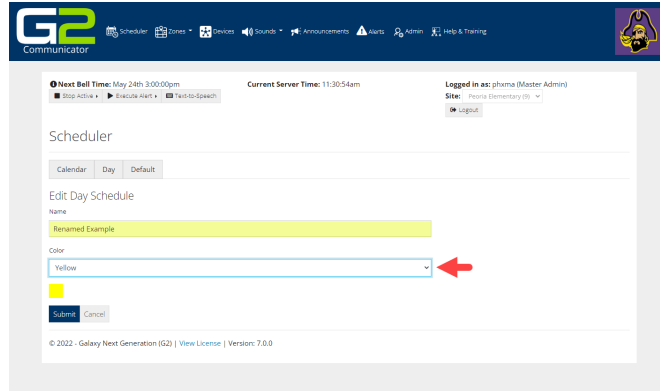 G2
Communicator
Scheduler Zones Devices Sounds Announcements Alerts Admin Help & Training
Next Bell Time: May 24th 3:00:00pm Current Server Time: 11:30:54am Logged in as: phxma (Master Admin)
Stop Active Execute Alert Text-to-Speech Site: Peoria Elementary (9)
Logout
Scheduler
Calendar Day Default
Edit Day Schedule
Name
Renamed Example
Color
Yellow
Submit Cancel
© 2022 - Galaxy Next Generation (G2) | View License | Version: 7.0.0